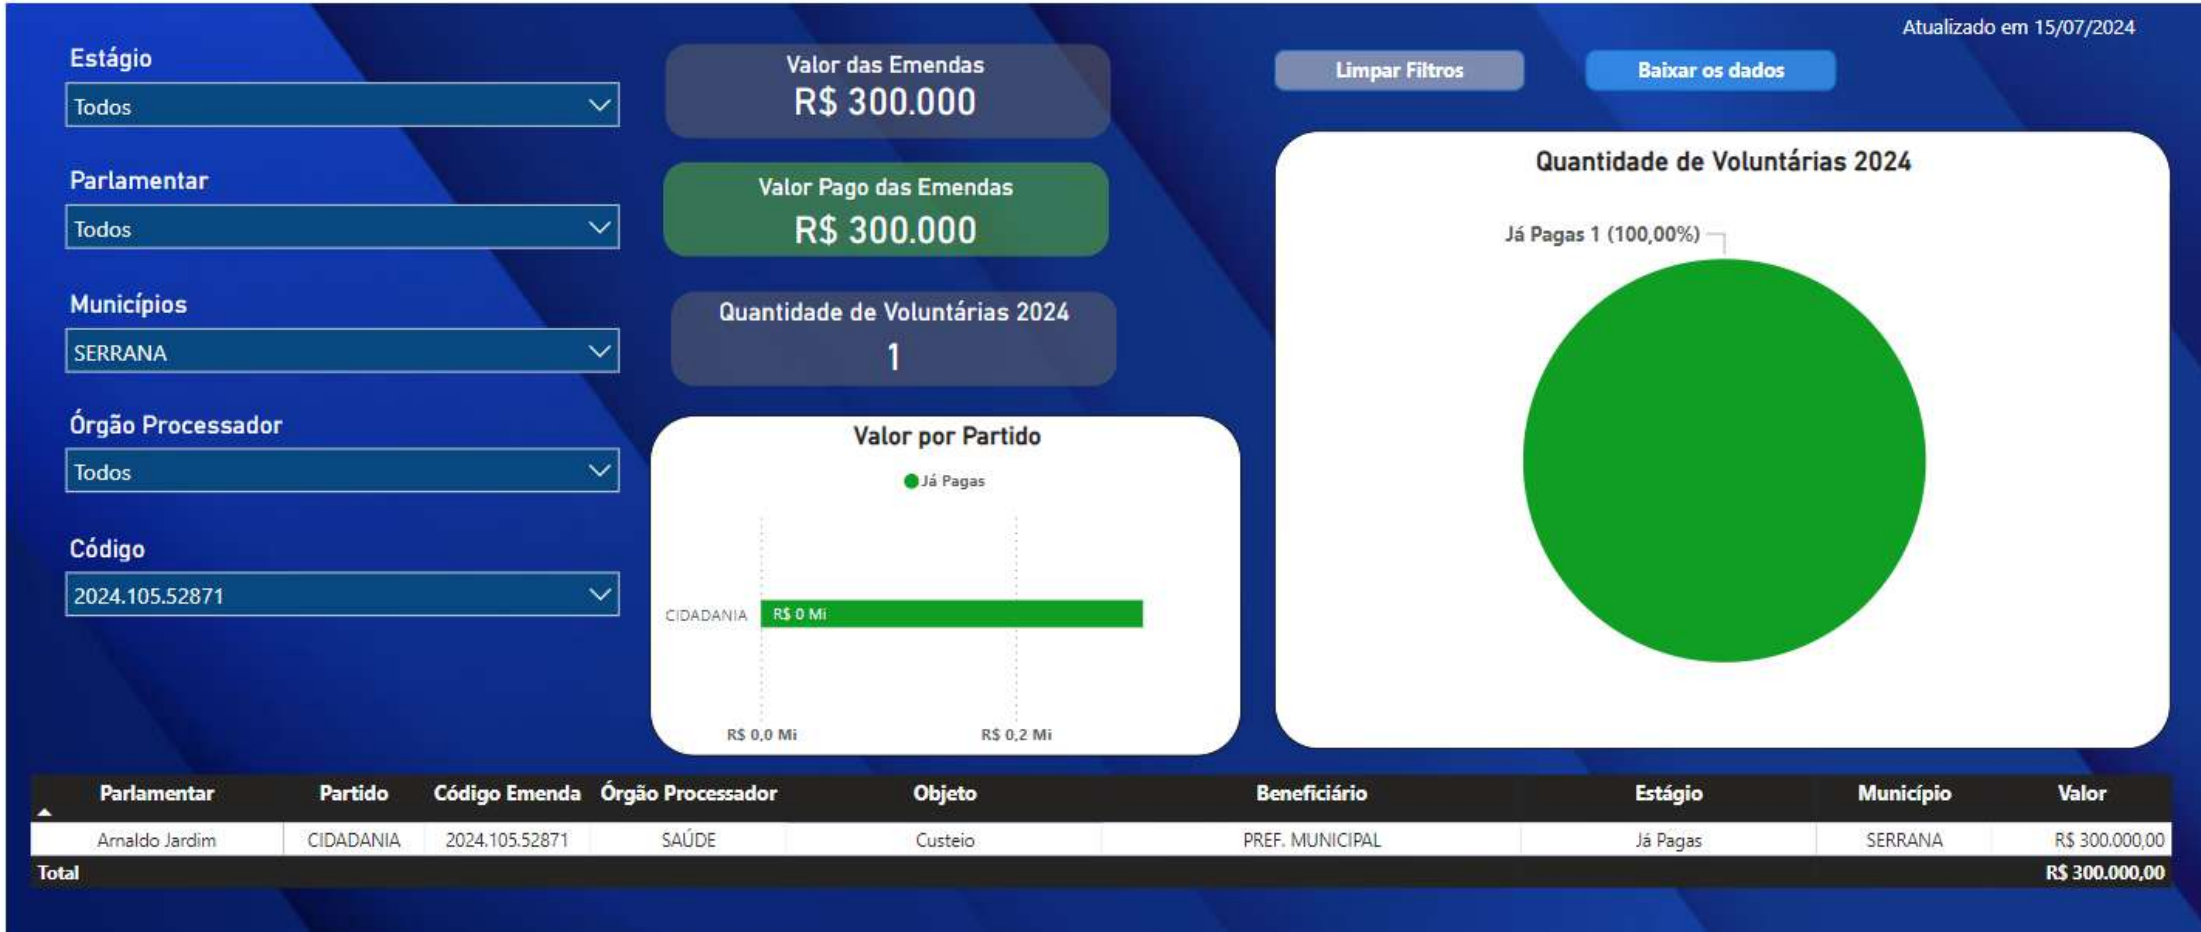 Atualizado em 15/07/2024
Estágio
Todos
Parlamentar
Todos
Municípios
SERRANA
Órgão Processador
Todos
Código
2024.105.52871
Valor das Emendas
R$ 300.000
Valor Pago das Emendas
R$ 300.000
Quantidade de Voluntárias 2024
1
Limpar Filtros
Baixar os dados
Valor por Partido
Já Pagas
CIDADANIA R$ 0 Mi
R$ 0,0 Mi R$ 0,2 Mi
Quantidade de Voluntárias 2024
Já Pagas 1 (100,00%)
Parlamentar Partido Código Emenda Órgão Processador Objeto Beneficiário Estágio Município Valor
Arnaldo Jardim CIDADANIA 2024.105.52871 SAÚDE Custeio PREF. MUNICIPAL Já Pagas SERRANA R$ 300.000,00
Total R$ 300.000,00